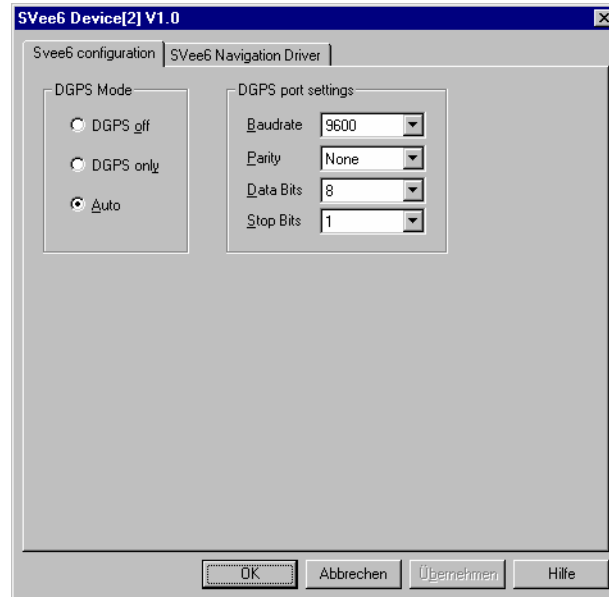 SVee6 Device[2] V1.0
Svee6 configuration
SVee6 Navigation Driver
DGPS Mode
DGPS off
DGPS only
Auto
DGPS port settings
Baudrate 9600
Parity None
Data Bits 8
Stop Bits 1
OK Abbrechen Übernehmen Hilfe